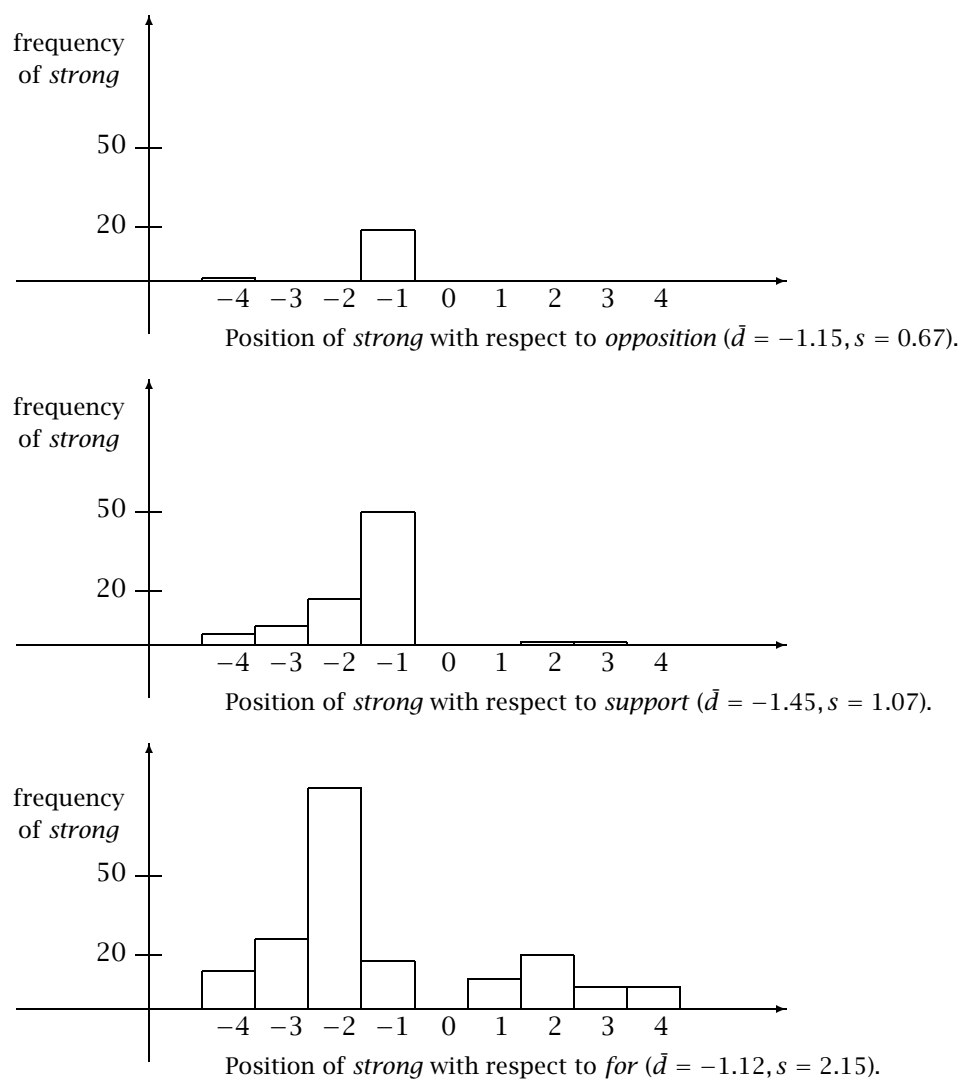 frequency
of strong
50
20
−4 −3 −2 −1 0 1 2 3 4
Position of strong with respect to opposition (d̄ = −1.15, s = 0.67).
frequency
of strong
50
20
−4 −3 −2 −1 0 1 2 3 4
Position of strong with respect to support (d̄ = −1.45, s = 1.07).
frequency
of strong
50
20
−4 −3 −2 −1 0 1 2 3 4
Position of strong with respect to for (d̄ = −1.12, s = 2.15).